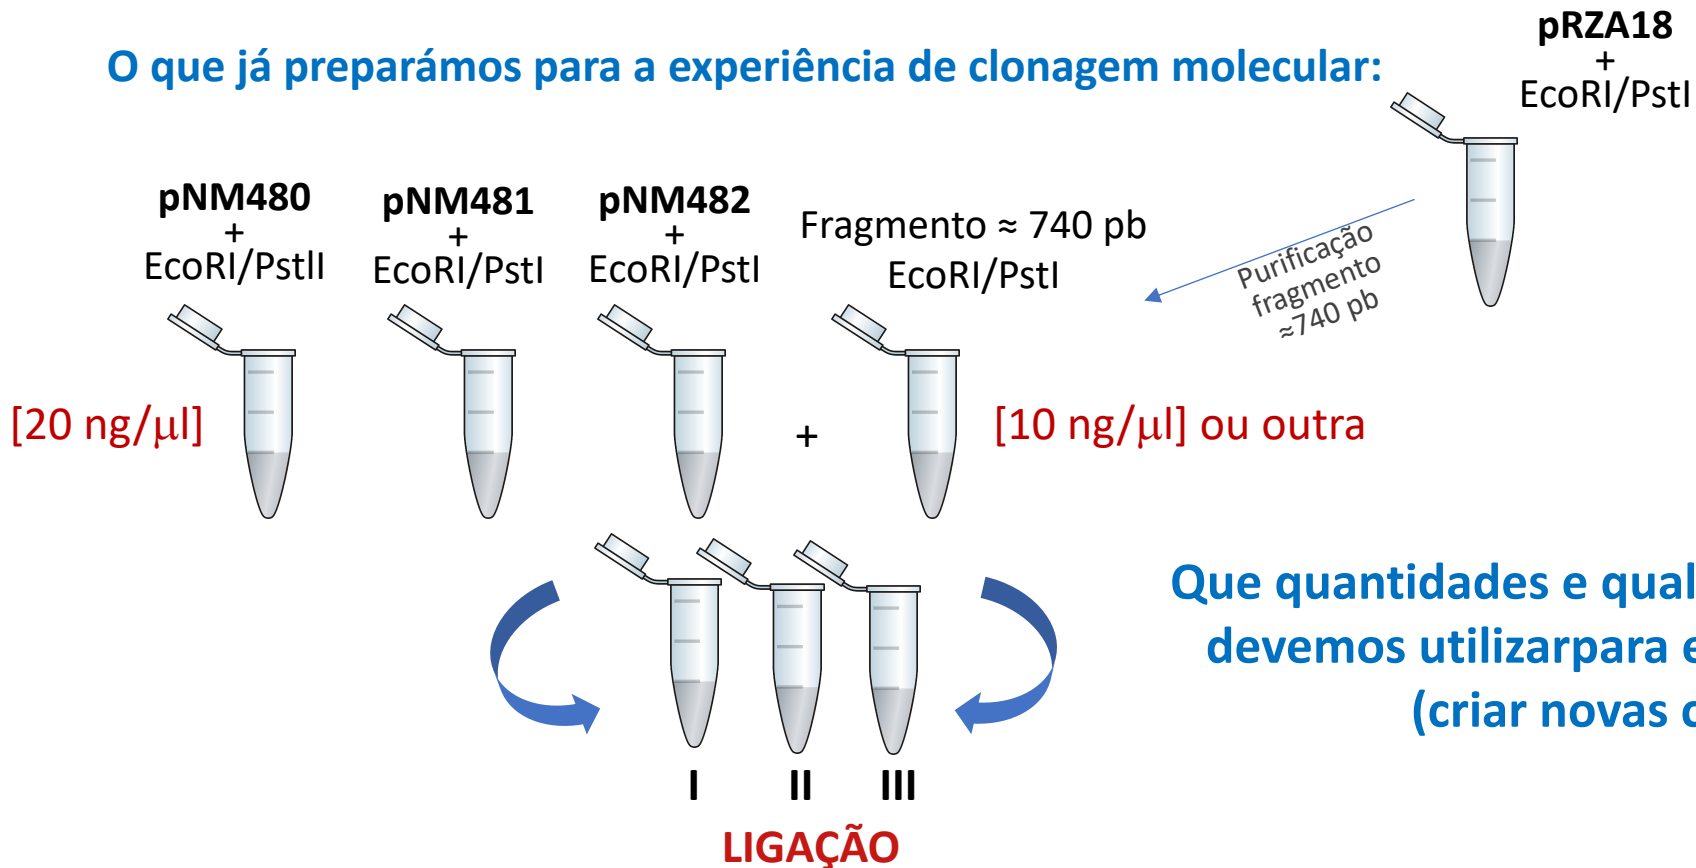 O que já preparámos para a experiência de clonagem molecular:
pRZA18
+
EcoRI/PstI
pNM480
+
EcoRI/PstlI
pNM481
+
EcoRI/PstI
pNM482
+
EcoRI/PstI
Fragmento ≈ 740 pb
EcoRI/PstI
Purificação
fragmento
≈740 pb
[20 ng/μl]
+
[10 ng/μl] ou outra
Que quantidades e qual
devemos utilizarpara e
(criar novas c
I
II
III
LIGAÇÃO